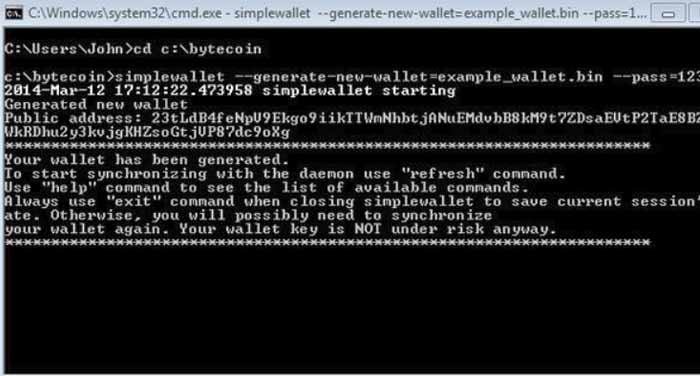 C:\Windows\system32\cmd.exe - simplewallet --generate-new-wallet=example_wallet.bin --pass=1...
C:\Users\John>cd c:\bytecoin
c:\bytecoin>simplewallet --generate-new-wallet=example_wallet.bin --pass=123
2014-Mar-12 17:12:22.473958 simplewallet starting
Generated new wallet
Public address: 23tLdB4feNpV9Ekgo9iikTTWmNhbtjANuEMdvbB8kM9t7ZDsaEVtP2TaE8B2
WkRDhu2y3kvjgKHZsoGtjVP87dc9oXg
********************************************************************************
Your wallet has been generated.
To start synchronizing with the daemon use "refresh" command.
Use "help" command to see the list of available commands.
Always use "exit" command when closing simplewallet to save current session'
ate. Otherwise, you will possibly need to synchronize
your wallet again. Your wallet key is NOT under risk anyway.
********************************************************************************